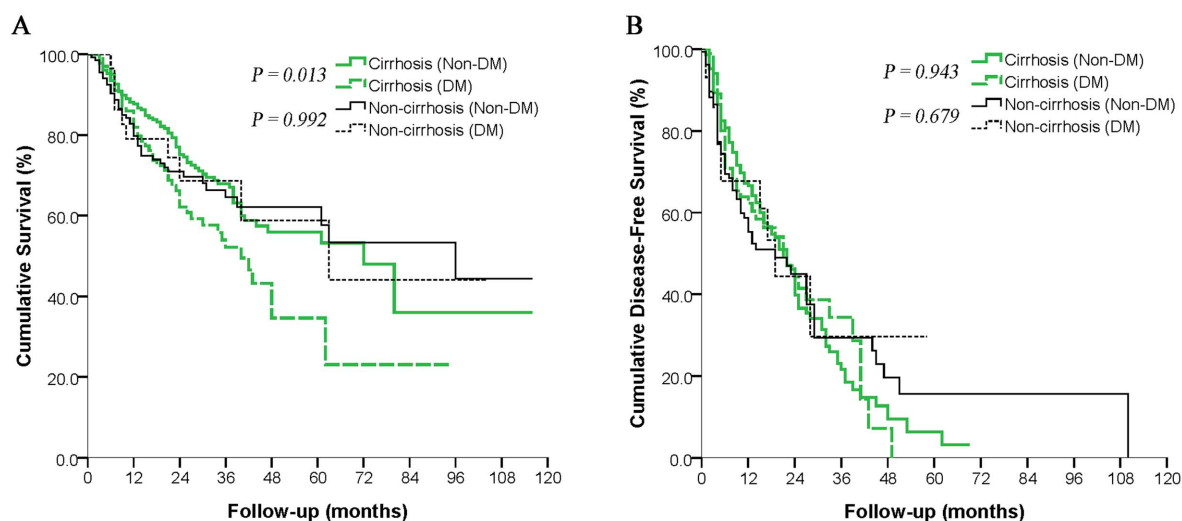 A
Cumulative Survival (%)
100.0
80.0
60.0
40.0
20.0
0.0
P = 0.013
P = 0.992
Cirrhosis (Non-DM)
Cirrhosis (DM)
Non-cirrhosis (Non-DM)
Non-cirrhosis (DM)
0 12 24 36 48 60 72 84 96 108 120
Follow-up (months)
B
Cumulative Disease-Free Survival (%)
100.0
80.0
60.0
40.0
20.0
0.0
P = 0.943
P = 0.679
Cirrhosis (Non-DM)
Cirrhosis (DM)
Non-cirrhosis (Non-DM)
Non-cirrhosis (DM)
0 12 24 36 48 60 72 84 96 108 120
Follow-up (months)